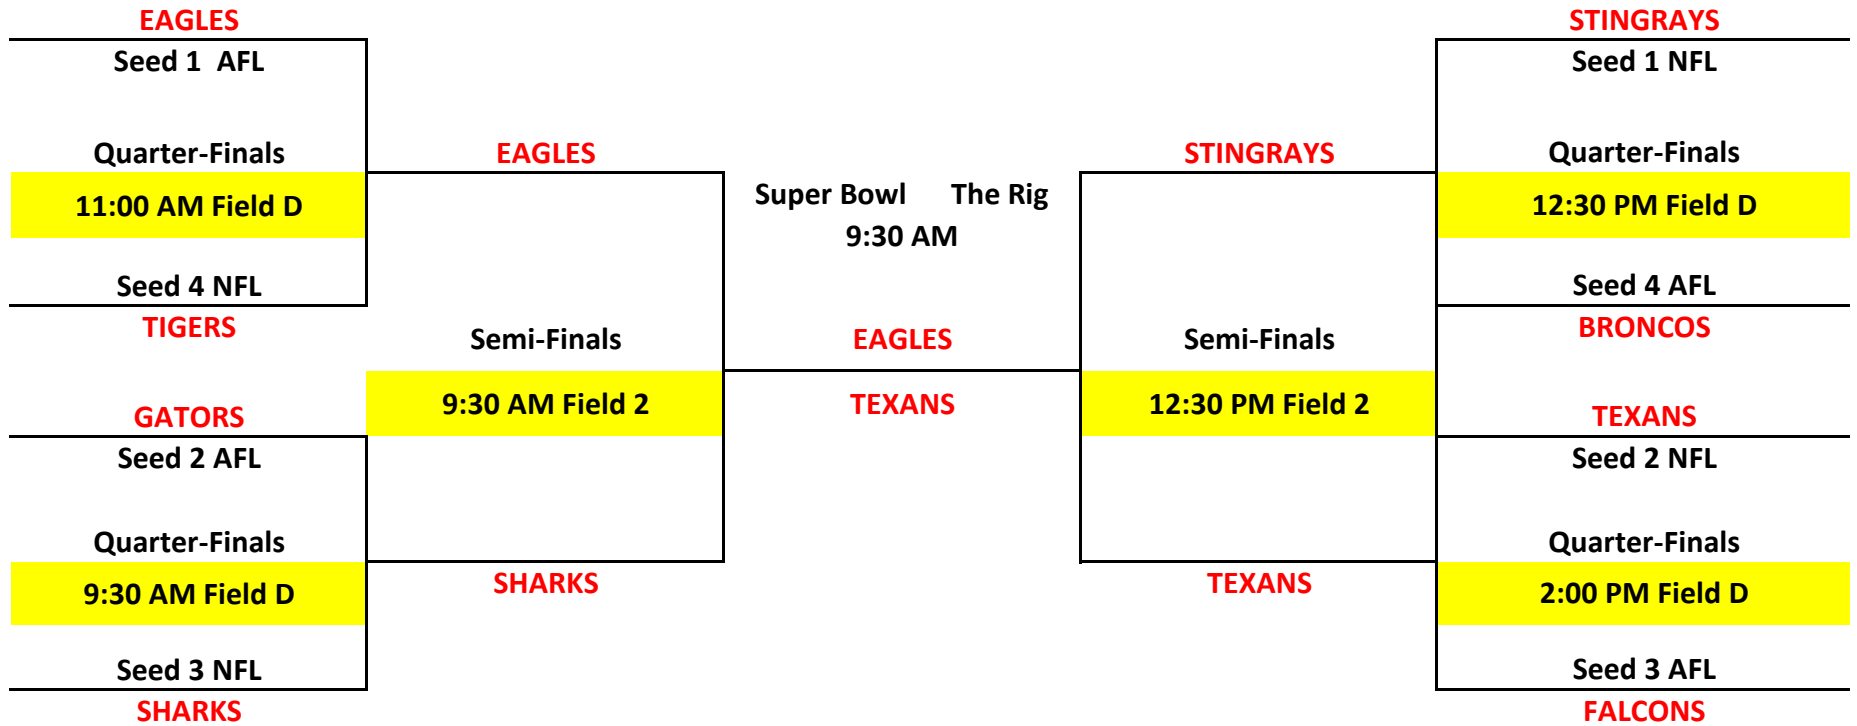 EAGLES
Seed 1 AFL
Quarter-Finals
11:00 AM Field D
Seed 4 NFL
TIGERS
GATORS
Seed 2 AFL
Quarter-Finals
9:30 AM Field D
Seed 3 NFL
SHARKS
EAGLES
Semi-Finals
9:30 AM Field 2
SHARKS
Super Bowl The Rig
9:30 AM
EAGLES
TEXANS
STINGRAYS
Semi-Finals
12:30 PM Field 2
TEXANS
STINGRAYS
Seed 1 NFL
Quarter-Finals
12:30 PM Field D
Seed 4 AFL
BRONCOS
TEXANS
Seed 2 NFL
Quarter-Finals
2:00 PM Field D
Seed 3 AFL
FALCONS